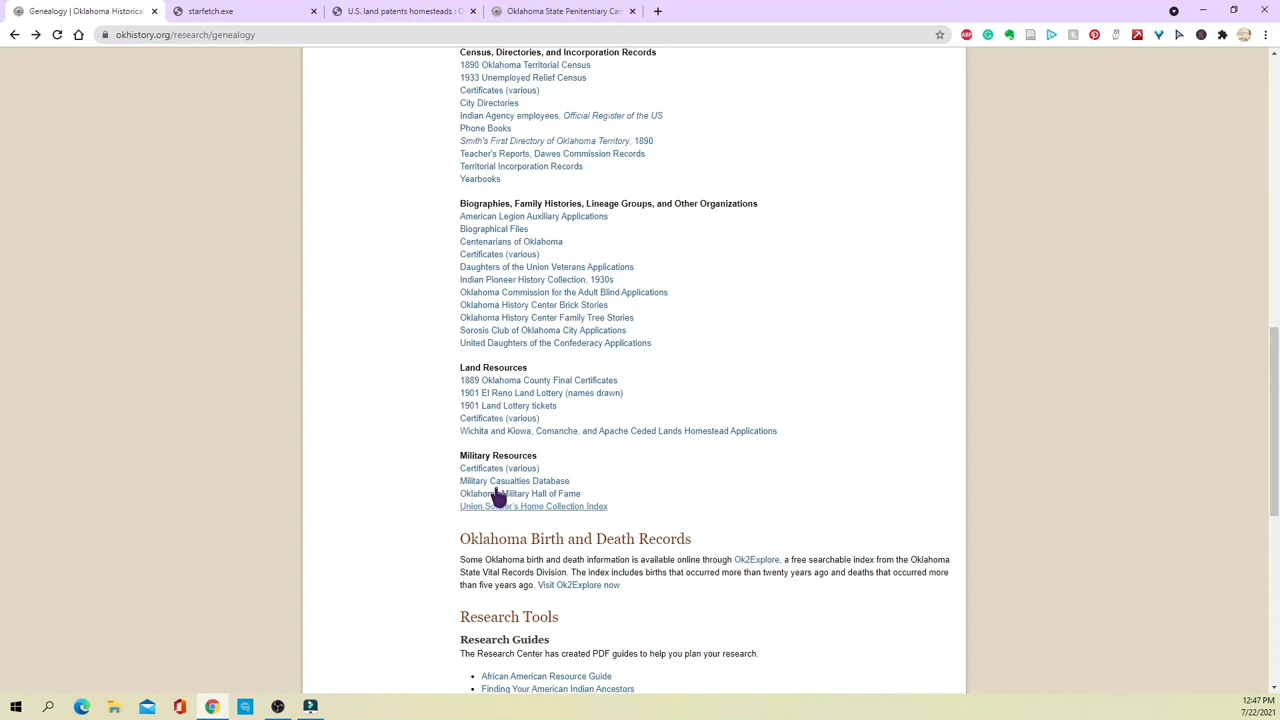 Genealogy | Oklahoma Historical
starfetch.exe
U.S. land patents homesteads : O
Oklahoma State Penitentiary Car
okhistory.org/research/genealogy
Census, Directories, and Incorporation Records
1890 Oklahoma Territorial Census
1933 Unemployed Relief Census
Certificates (various)
City Directories
Indian Agency employees, Official Register of the US
Phone Books
Smith's First Directory of Oklahoma Territory, 1890
Teacher's Reports, Dawes Commission Records
Territorial Incorporation Records
Yearbooks
Biographies, Family Histories, Lineage Groups, and Other Organizations
American Legion Auxiliary Applications
Biographical Files
Centenarians of Oklahoma
Certificates (various)
Daughters of the Union Veterans Applications
Indian Pioneer History Collection, 1930s
Oklahoma Commission for the Adult Blind Applications
Oklahoma History Center Brick Stories
Oklahoma History Center Family Tree Stories
Sorosis Club of Oklahoma City Applications
United Daughters of the Confederacy Applications
Land Resources
1889 Oklahoma County Final Certificates
1901 El Reno Land Lottery (names drawn)
1901 Land Lottery tickets
Certificates (various)
Wichita and Kiowa, Comanche, and Apache Ceded Lands Homestead Applications
Military Resources
Certificates (various)
Military Casualties Database
Oklahoma Military Hall of Fame
Union Soldier's Home Collection Index
Oklahoma Birth and Death Records
Some Oklahoma birth and death information is available online through Ok2Explore, a free searchable index from the Oklahoma
State Vital Records Division. The index includes births that occurred more than twenty years ago and deaths that occurred more
than five years ago. Visit Ok2Explore now.
Research Tools
Research Guides
The Research Center has created PDF guides to help you plan your research.
• African American Resource Guide
• Finding Your American Indian Ancestors
12:47 PM
7/22/2021